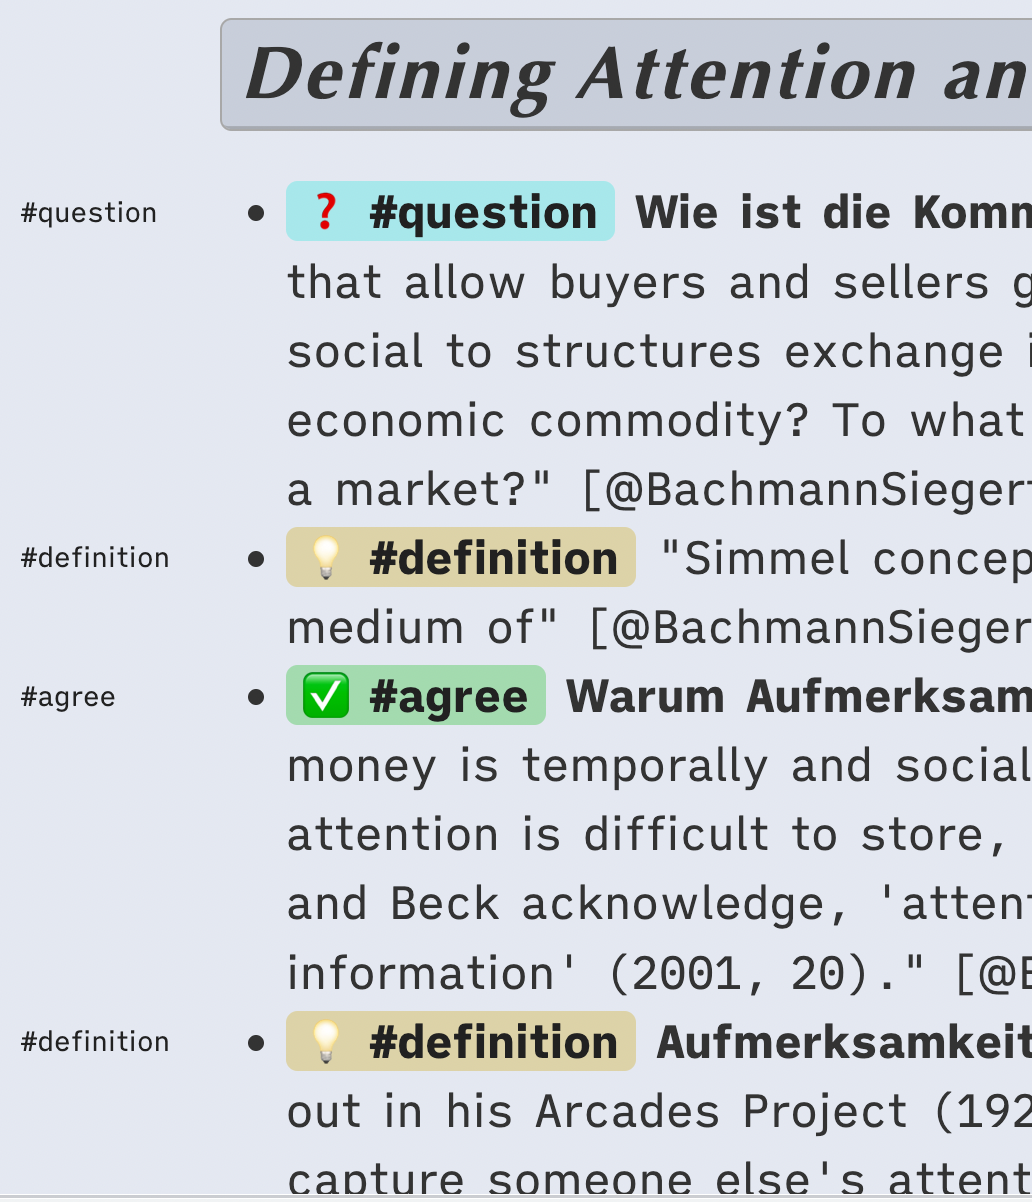 Defining Attention an
#question
• ❓ #question Wie ist die Komm
that allow buyers and sellers g
social to structures exchange i
economic commodity? To what
a market?" [@BachmannSiegert
#definition
• 💡 #definition "Simmel concep
medium of" [@BachmannSieger
#agree
• ✅ #agree Warum Aufmerksam
money is temporally and social
attention is difficult to store,
and Beck acknowledge, 'attent
information' (2001, 20)." [@B
#definition
• 💡 #definition Aufmerksamkeit
out in his Arcades Project (192
capture someone else's attent